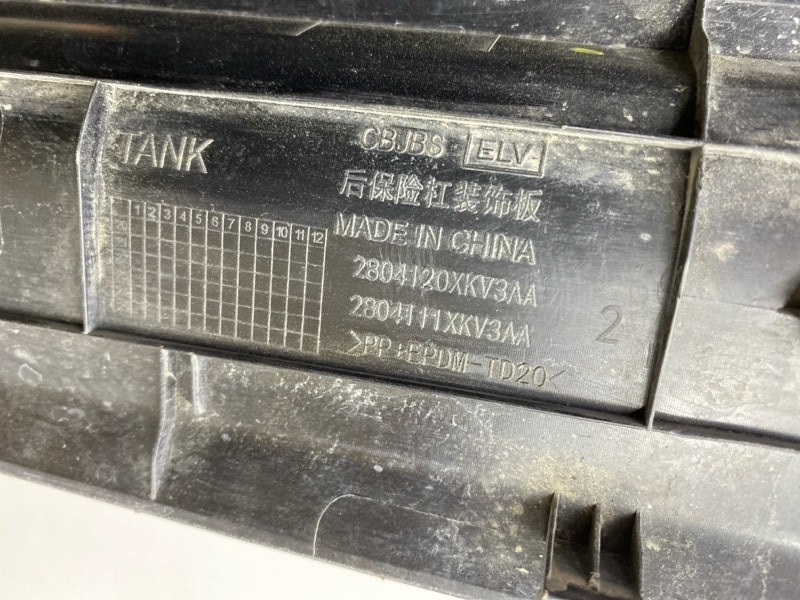 TANK
CBJBS ELV
后保险杠装饰板
MADE IN CHINA
2804120XKV3AA
2804111XKV3AA
>PP+EPDM-TD20<
2
1 2 3 4 5 6 7 8 9 10 11 12
20